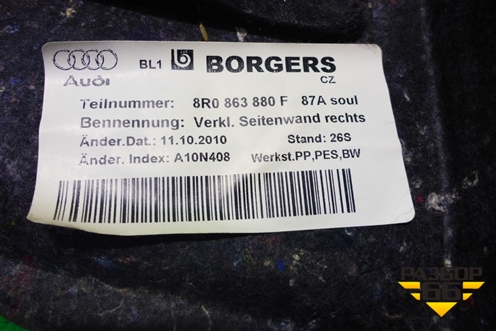 Audi BL1 b BORGERS CZ
Teilnummer: 8R0 863 880 F 87A soul
Bennennung: Verkl. Seitenwand rechts
Änder.Dat.: 11.10.2010 Stand: 26S
Änder. Index: A10N408 Werkst.PP,PES,BW
РАЗБОР
66